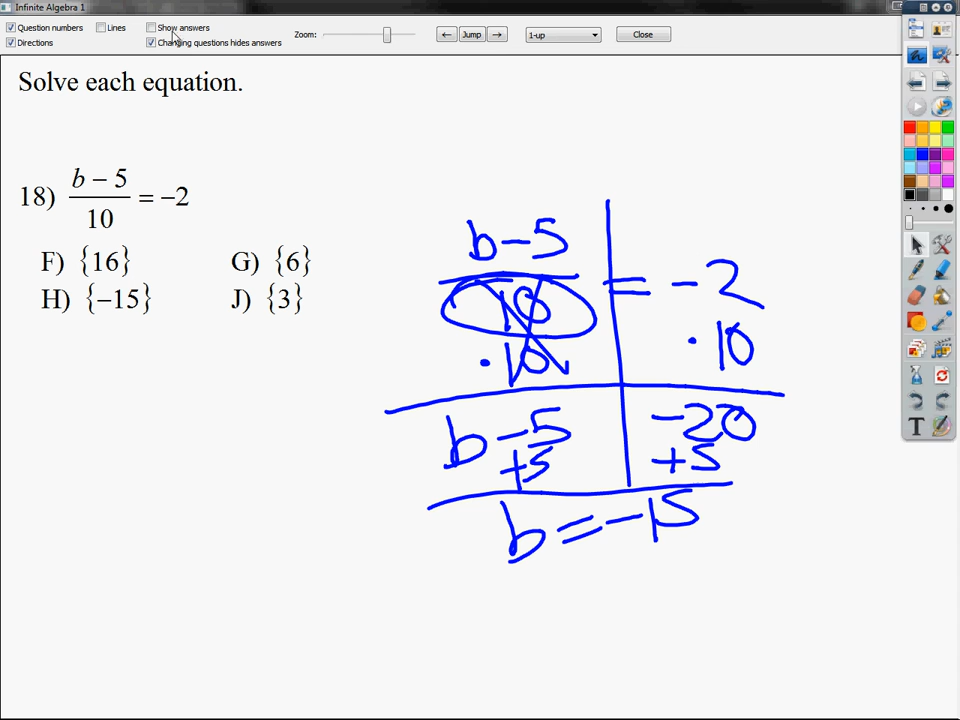 Infinite Algebra 1
Question numbers Lines Show answers
Directions Changing questions hides answers
Zoom: ← Jump → 1-up Close
Solve each equation.
18) (b − 5)/10 = −2
F) {16} G) {6}
H) {−15} J) {3}
b − 5
10 = −2
·10 ·10
b − 5 −20
+5 +5
b = −15
T